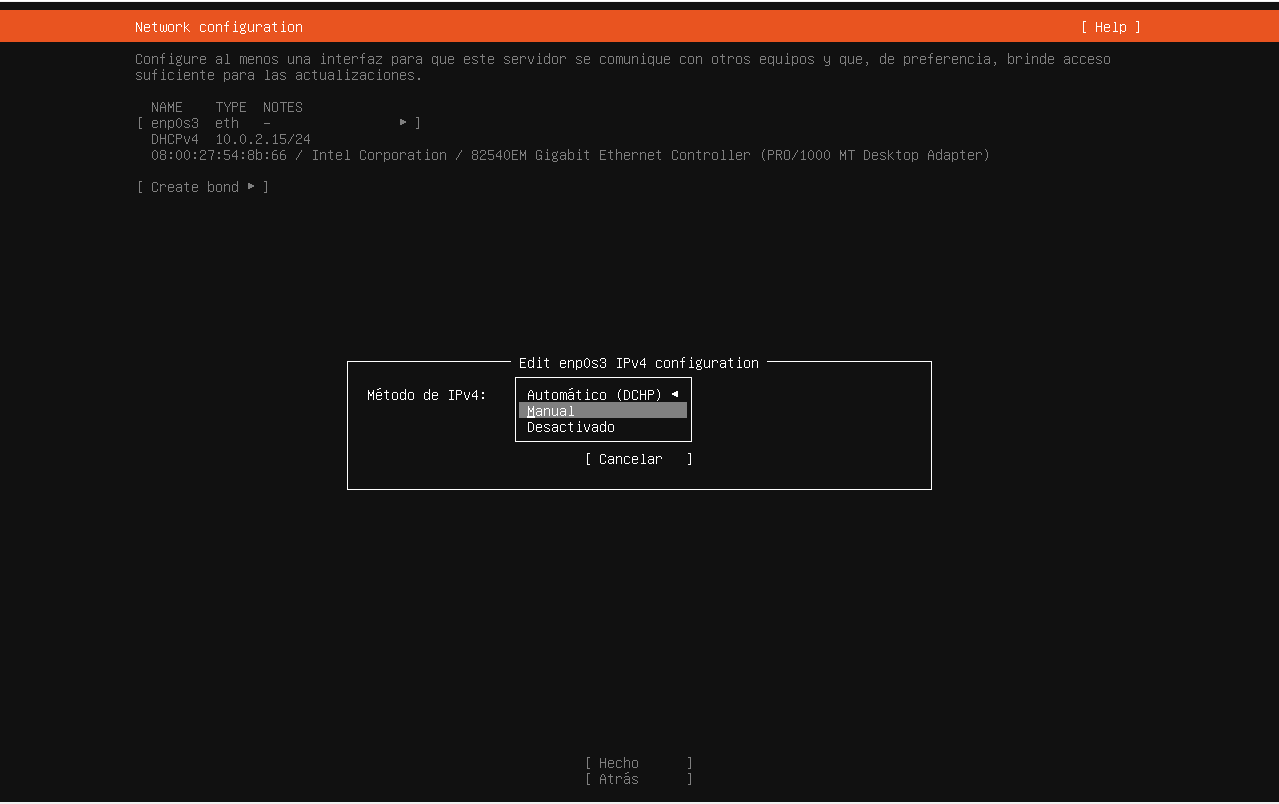 Network configuration [ Help ]
Configure al menos una interfaz para que este servidor se comunique con otros equipos y que, de preferencia, brinde acceso
suficiente para las actualizaciones.
NAME TYPE NOTES
[ enp0s3 eth - ▸ ]
DHCPv4 10.0.2.15/24
08:00:27:54:8b:66 / Intel Corporation / 82540EM Gigabit Ethernet Controller (PRO/1000 MT Desktop Adapter)
[ Create bond ▸ ]
Edit enp0s3 IPv4 configuration
Método de IPv4: Automático (DCHP) ◂
Manual
Desactivado
[ Cancelar ]
[ Hecho ]
[ Atrás ]